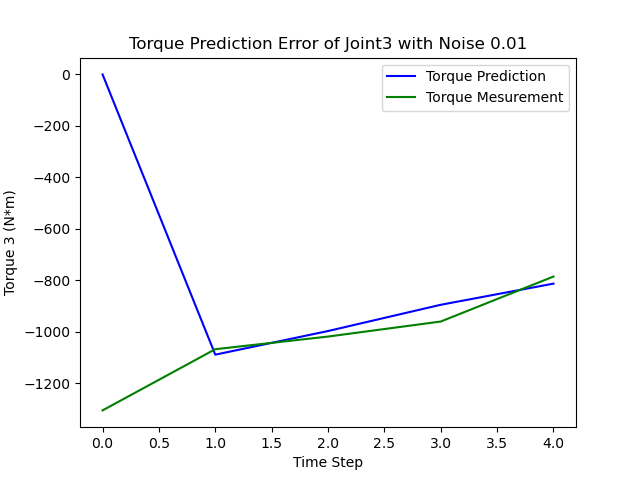 Torque Prediction Error of Joint3 with Noise 0.01
Torque Prediction
Torque Mesurement
Torque 3 (N*m)
0
−200
−400
−600
−800
−1000
−1200
0.0 0.5 1.0 1.5 2.0 2.5 3.0 3.5 4.0
Time Step